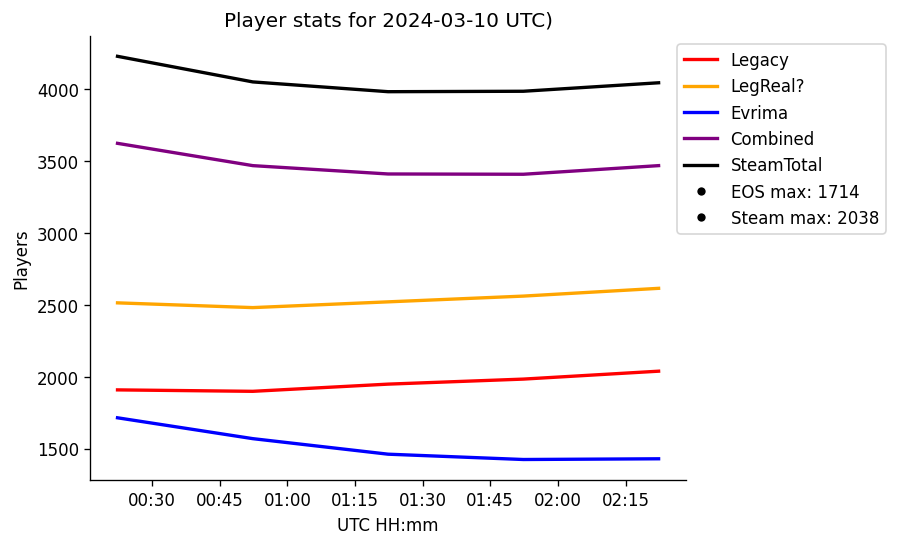 Player stats for 2024-03-10 UTC)
Legacy
LegReal?
Evrima
Combined
SteamTotal
EOS max: 1714
Steam max: 2038
Players
4000
3500
3000
2500
2000
1500
00:30 00:45 01:00 01:15 01:30 01:45 02:00 02:15
UTC HH:mm